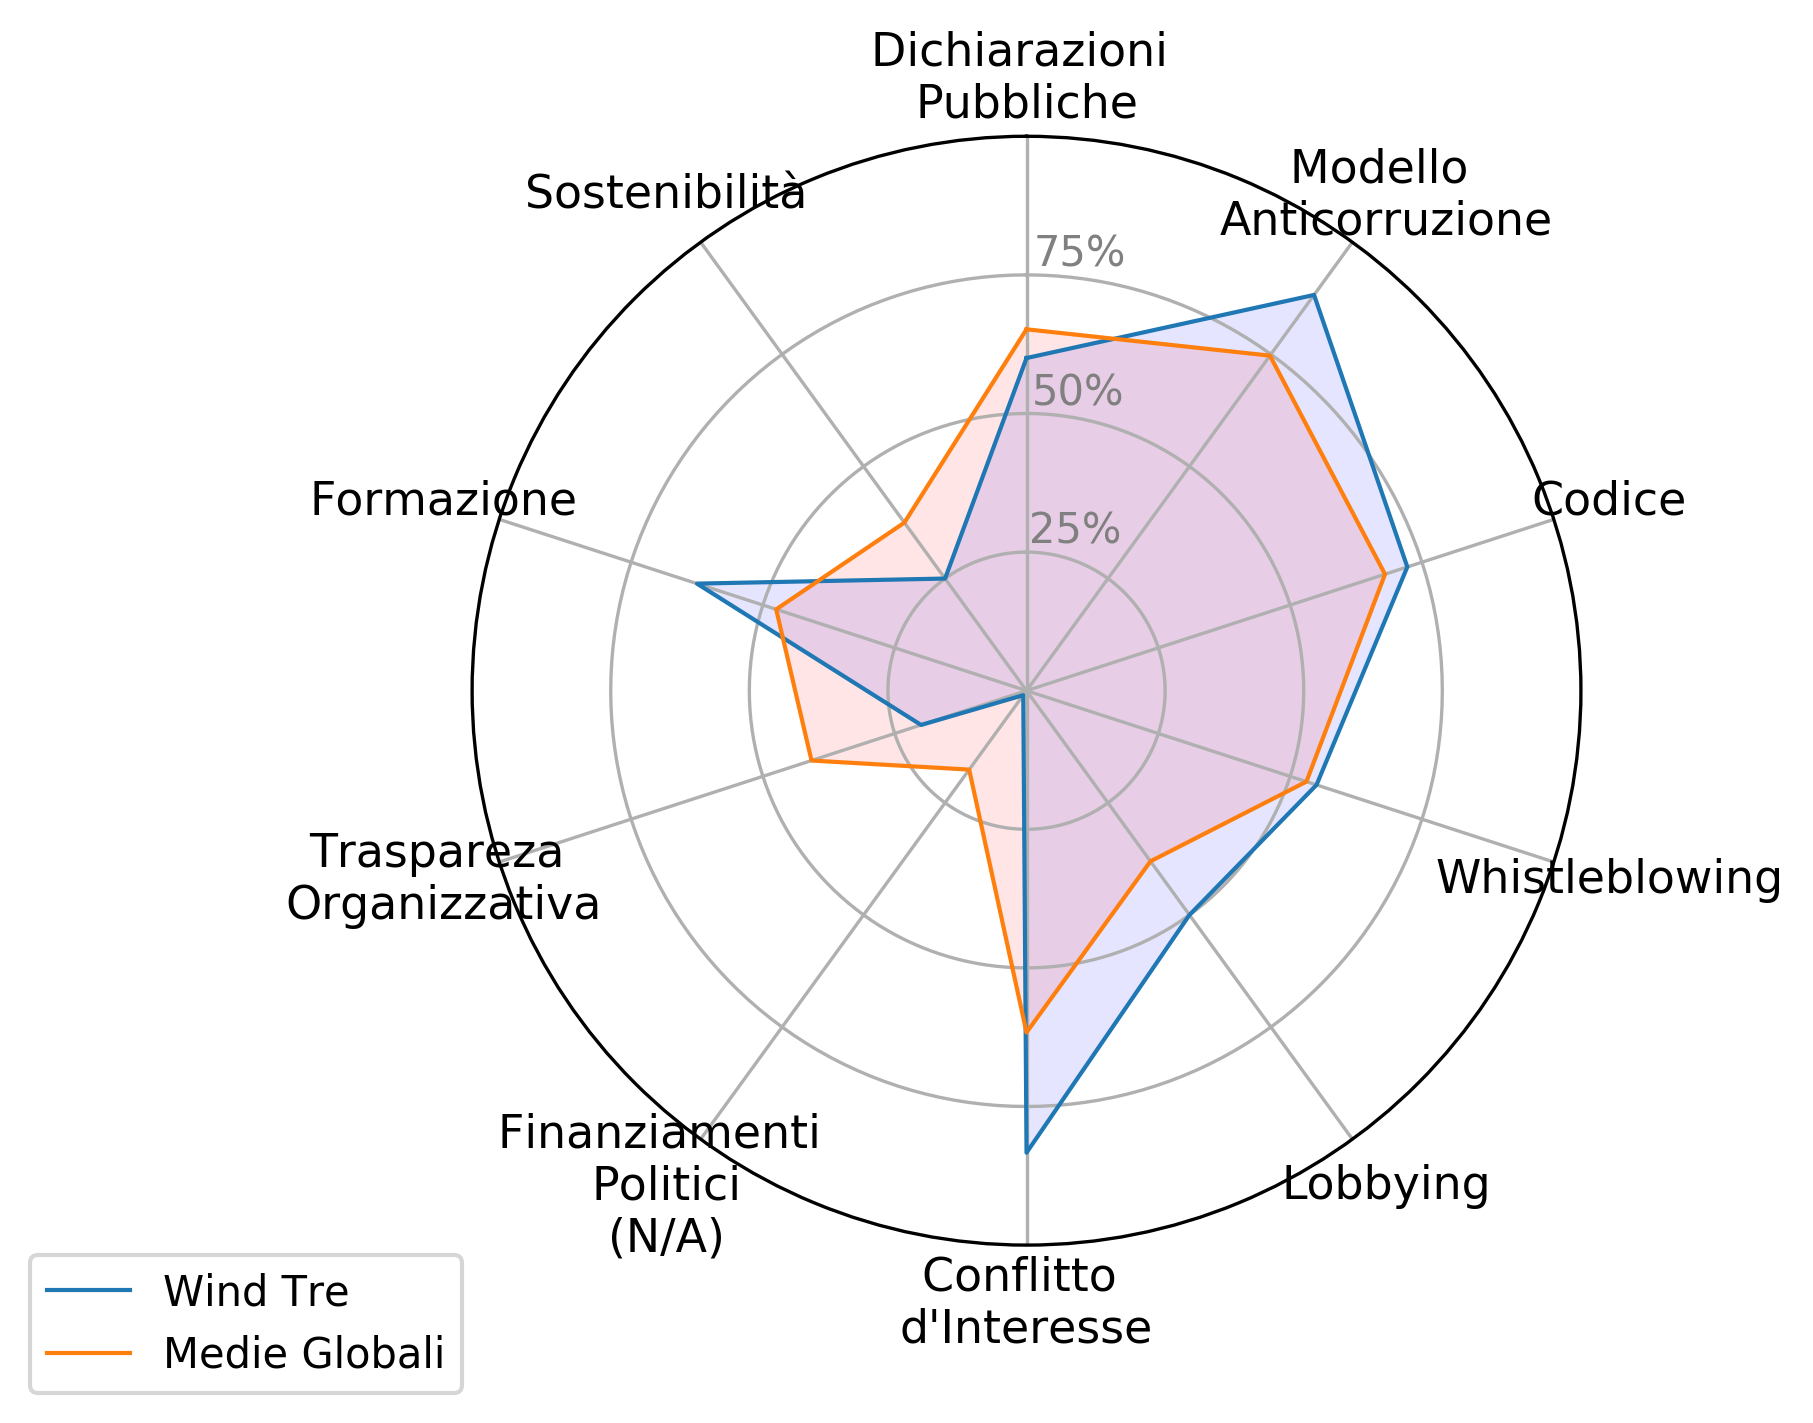 Dichiarazioni
Pubbliche
Modello
Anticorruzione
Sostenibilità
75%
50%
25%
Formazione
Codice
Traspareza
Organizzativa
Whistleblowing
Finanziamenti
Politici
(N/A)
Lobbying
Conflitto
d'Interesse
Wind Tre
Medie Globali